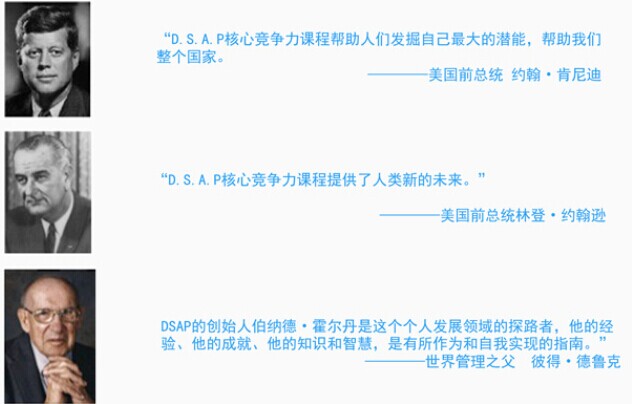 “D.S.A.P核心竞争力课程帮助人们发掘自己最大的潜能，帮助我们
整个国家。
————美国前总统 约翰·肯尼迪
“D.S.A.P核心竞争力课程提供了人类新的未来。”
————美国前总统林登·约翰逊
DSAP的创始人伯纳德·霍尔丹是这个个人发展领域的探路者，他的经
验、他的成就、他的知识和智慧，是有所作为和自我实现的指南。”
————世界管理之父 彼得·德鲁克